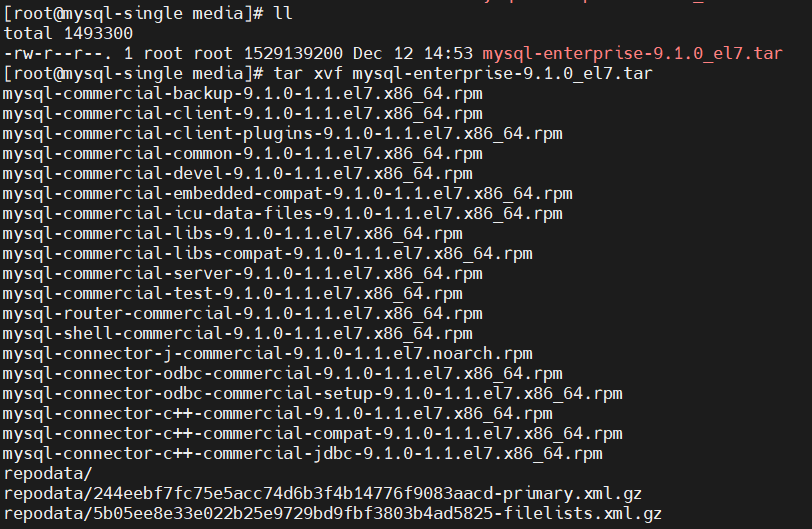 [root@mysql-single media]# ll
total 1493300
-rw-r--r--. 1 root root 1529139200 Dec 12 14:53 mysql-enterprise-9.1.0_el7.tar
[root@mysql-single media]# tar xvf mysql-enterprise-9.1.0_el7.tar
mysql-commercial-backup-9.1.0-1.1.el7.x86_64.rpm
mysql-commercial-client-9.1.0-1.1.el7.x86_64.rpm
mysql-commercial-client-plugins-9.1.0-1.1.el7.x86_64.rpm
mysql-commercial-common-9.1.0-1.1.el7.x86_64.rpm
mysql-commercial-devel-9.1.0-1.1.el7.x86_64.rpm
mysql-commercial-embedded-compat-9.1.0-1.1.el7.x86_64.rpm
mysql-commercial-icu-data-files-9.1.0-1.1.el7.x86_64.rpm
mysql-commercial-libs-9.1.0-1.1.el7.x86_64.rpm
mysql-commercial-libs-compat-9.1.0-1.1.el7.x86_64.rpm
mysql-commercial-server-9.1.0-1.1.el7.x86_64.rpm
mysql-commercial-test-9.1.0-1.1.el7.x86_64.rpm
mysql-router-commercial-9.1.0-1.1.el7.x86_64.rpm
mysql-shell-commercial-9.1.0-1.1.el7.x86_64.rpm
mysql-connector-j-commercial-9.1.0-1.1.el7.noarch.rpm
mysql-connector-odbc-commercial-9.1.0-1.1.el7.x86_64.rpm
mysql-connector-odbc-commercial-setup-9.1.0-1.1.el7.x86_64.rpm
mysql-connector-c++-commercial-9.1.0-1.1.el7.x86_64.rpm
mysql-connector-c++-commercial-compat-9.1.0-1.1.el7.x86_64.rpm
mysql-connector-c++-commercial-jdbc-9.1.0-1.1.el7.x86_64.rpm
repodata/
repodata/244eebf7fc75e5acc74d6b3f4b14776f9083aacd-primary.xml.gz
repodata/5b05ee8e33e022b25e9729bd9fbf3803b4ad5825-filelists.xml.gz